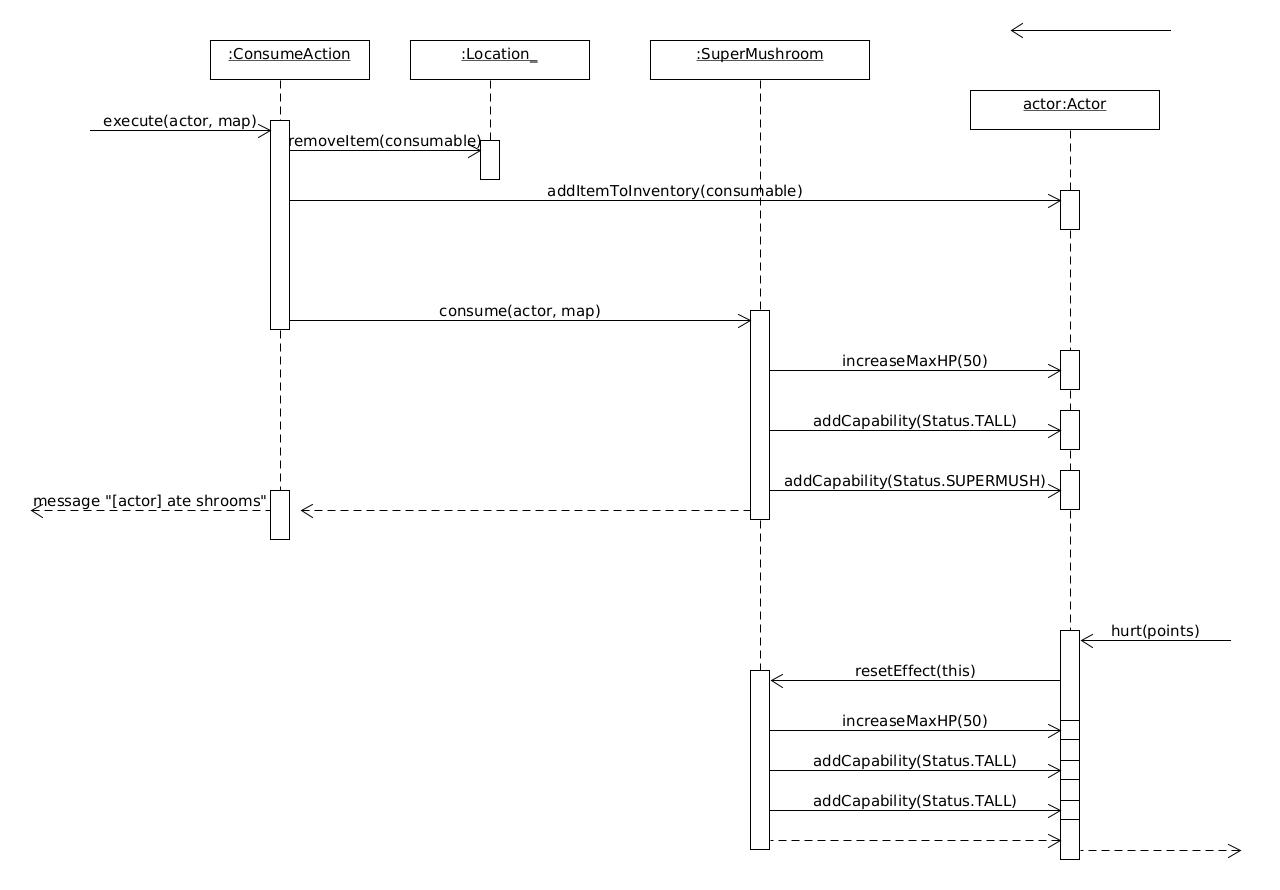 :ConsumeAction
:Location_
:SuperMushroom
actor:Actor
execute(actor, map)
removeItem(consumable)
addItemToInventory(consumable)
consume(actor, map)
increaseMaxHP(50)
addCapability(Status.TALL)
addCapability(Status.SUPERMUSH)
message "[actor] ate shrooms"
hurt(points)
resetEffect(this)
increaseMaxHP(50)
addCapability(Status.TALL)
addCapability(Status.TALL)